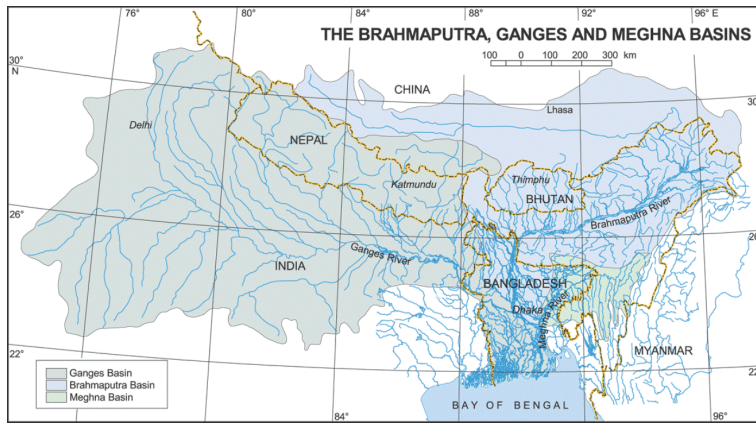 76°
80°
84°
88°
92°
96° E
THE BRAHMAPUTRA, GANGES AND MEGHNA BASINS
100 0 100 200 300 km
30°
N
CHINA
Lhasa
30
Delhi
NEPAL
Katmundu
Thimphu
BHUTAN
Brahmaputra River
26°
26
Ganges River
INDIA
BANGLADESH
Dhaka
Meghna River
MYANMAR
22°
22
Ganges Basin
Brahmaputra Basin
Meghna Basin
BAY OF BENGAL
84°
96°